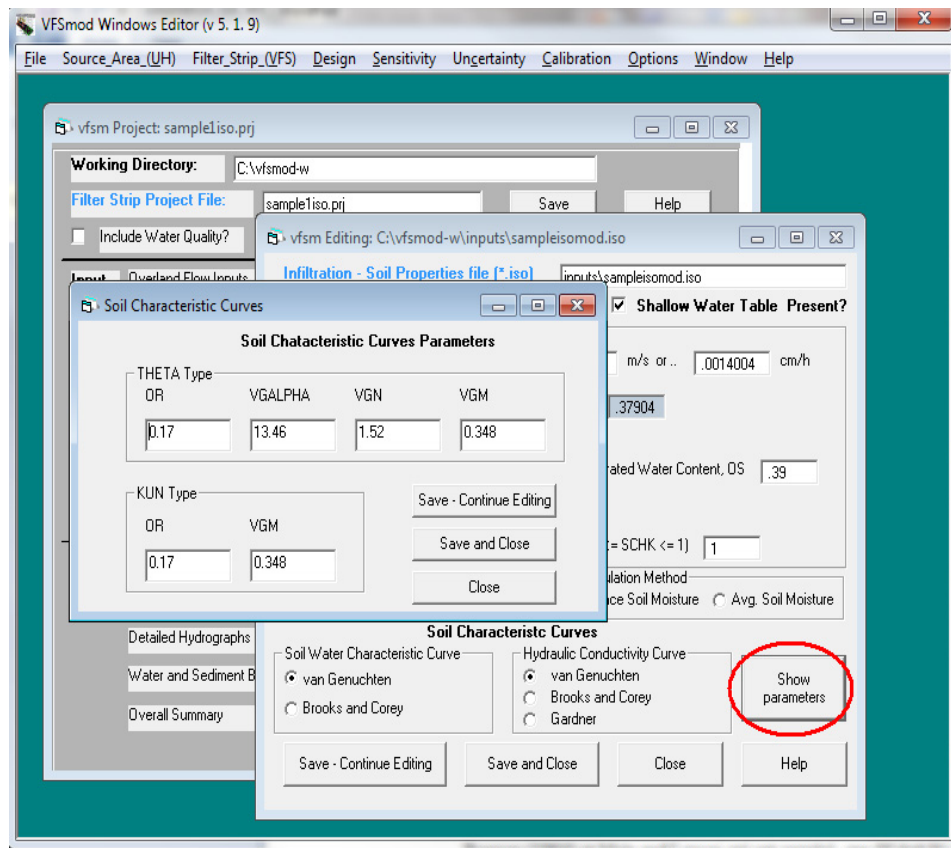 VFSmod Windows Editor (v 5. 1. 9)
File Source_Area_(UH) Filter_Strip_(VFS) Design Sensitivity Uncertainty Calibration Options Window Help
vfsm Project: sample1iso.prj
Working Directory: C:\vfsmod-w
Filter Strip Project File: sample1iso.prj Save Help
Include Water Quality?
vfsm Editing: C:\vfsmod-w\inputs\sampleisomod.iso
Infiltration - Soil Properties file (*.iso) inputs\sampleisomod.iso
Input Overland Flow Inputs
Shallow Water Table Present?
m/s or .. .0014004 cm/h
.37904
ated Water Content, OS .39
= SCHK <= 1) 1
lation Method
ce Soil Moisture Avg. Soil Moisture
Soil Characteristic Curves
Soil Chatacteristic Curves Parameters
THETA Type
OR VGALPHA VGN VGM
0.17 13.46 1.52 0.348
KUN Type
OR VGM
0.17 0.348
Save - Continue Editing
Save and Close
Close
Detailed Hydrographs
Water and Sediment B
Overall Summary
Soil Characteristc Curves
Soil Water Characteristic Curve
van Genuchten
Brooks and Corey
Hydraulic Conductivity Curve
van Genuchten
Brooks and Corey
Gardner
Show
parameters
Save - Continue Editing Save and Close Close Help